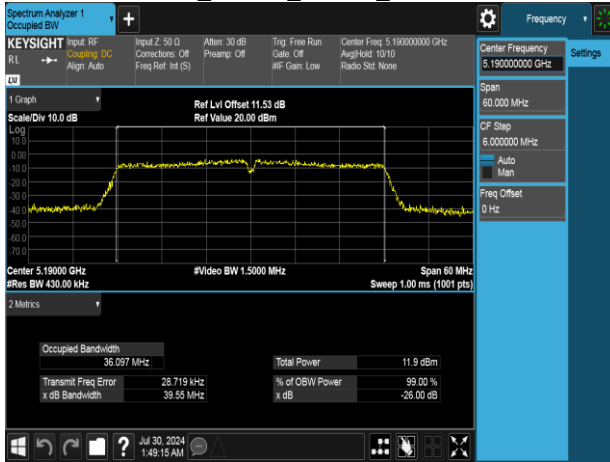 Spectrum Analyzer 1
Occupied BW
Frequency
KEYSIGHT
RL
LXI
Input: RF
Coupling: DC
Align: Auto
Input Z: 50 Ω
Corrections: Off
Freq Ref: Int (S)
Atten: 30 dB
Preamp: Off
Trig: Free Run
Gate: Off
#IF Gain: Low
Center Freq: 5.190000000 GHz
Avg|Hold: 10/10
Radio Std: None
Center Frequency
5.190000000 GHz
Settings
Span
60.000 MHz
CF Step
6.000000 MHz
Auto
Man
Freq Offset
0 Hz
1 Graph
Scale/Div 10.0 dB
Ref Lvl Offset 11.53 dB
Ref Value 20.00 dBm
Log
10.0
0.00
-10.0
-20.0
-30.0
-40.0
-50.0
-60.0
-70.0
Center 5.19000 GHz
#Res BW 430.00 kHz
#Video BW 1.5000 MHz
Span 60 MHz
Sweep 1.00 ms (1001 pts)
2 Metrics
Occupied Bandwidth
36.097 MHz
Total Power 11.9 dBm
Transmit Freq Error 28.719 kHz
% of OBW Power 99.00 %
x dB Bandwidth 39.55 MHz
x dB -26.00 dB
?
Jul 30, 2024
1:49:15 AM